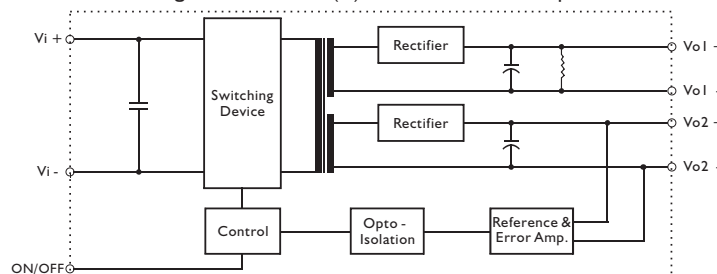 Vi +
Rectifier
Vo1
Switching
Device
Vo1
Rectifier
Vo2
Vi -
Vo2
Control
Opto -
Isolation
Reference &
Error Amp.
ON/OFF